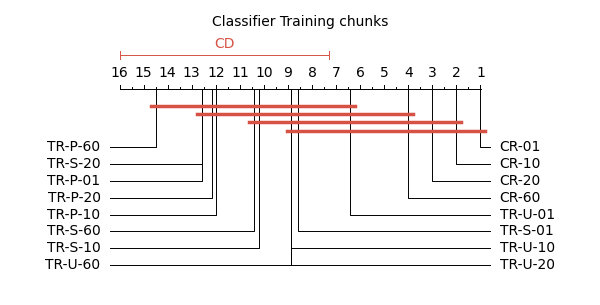 Classifier Training chunks
CD
16 15 14 13 12 11 10 9 8 7 6 5 4 3 2 1
TR-P-60 CR-01
TR-S-20 CR-10
TR-P-01 CR-20
TR-P-20 CR-60
TR-P-10 TR-U-01
TR-S-60 TR-S-01
TR-S-10 TR-U-10
TR-U-60 TR-U-20